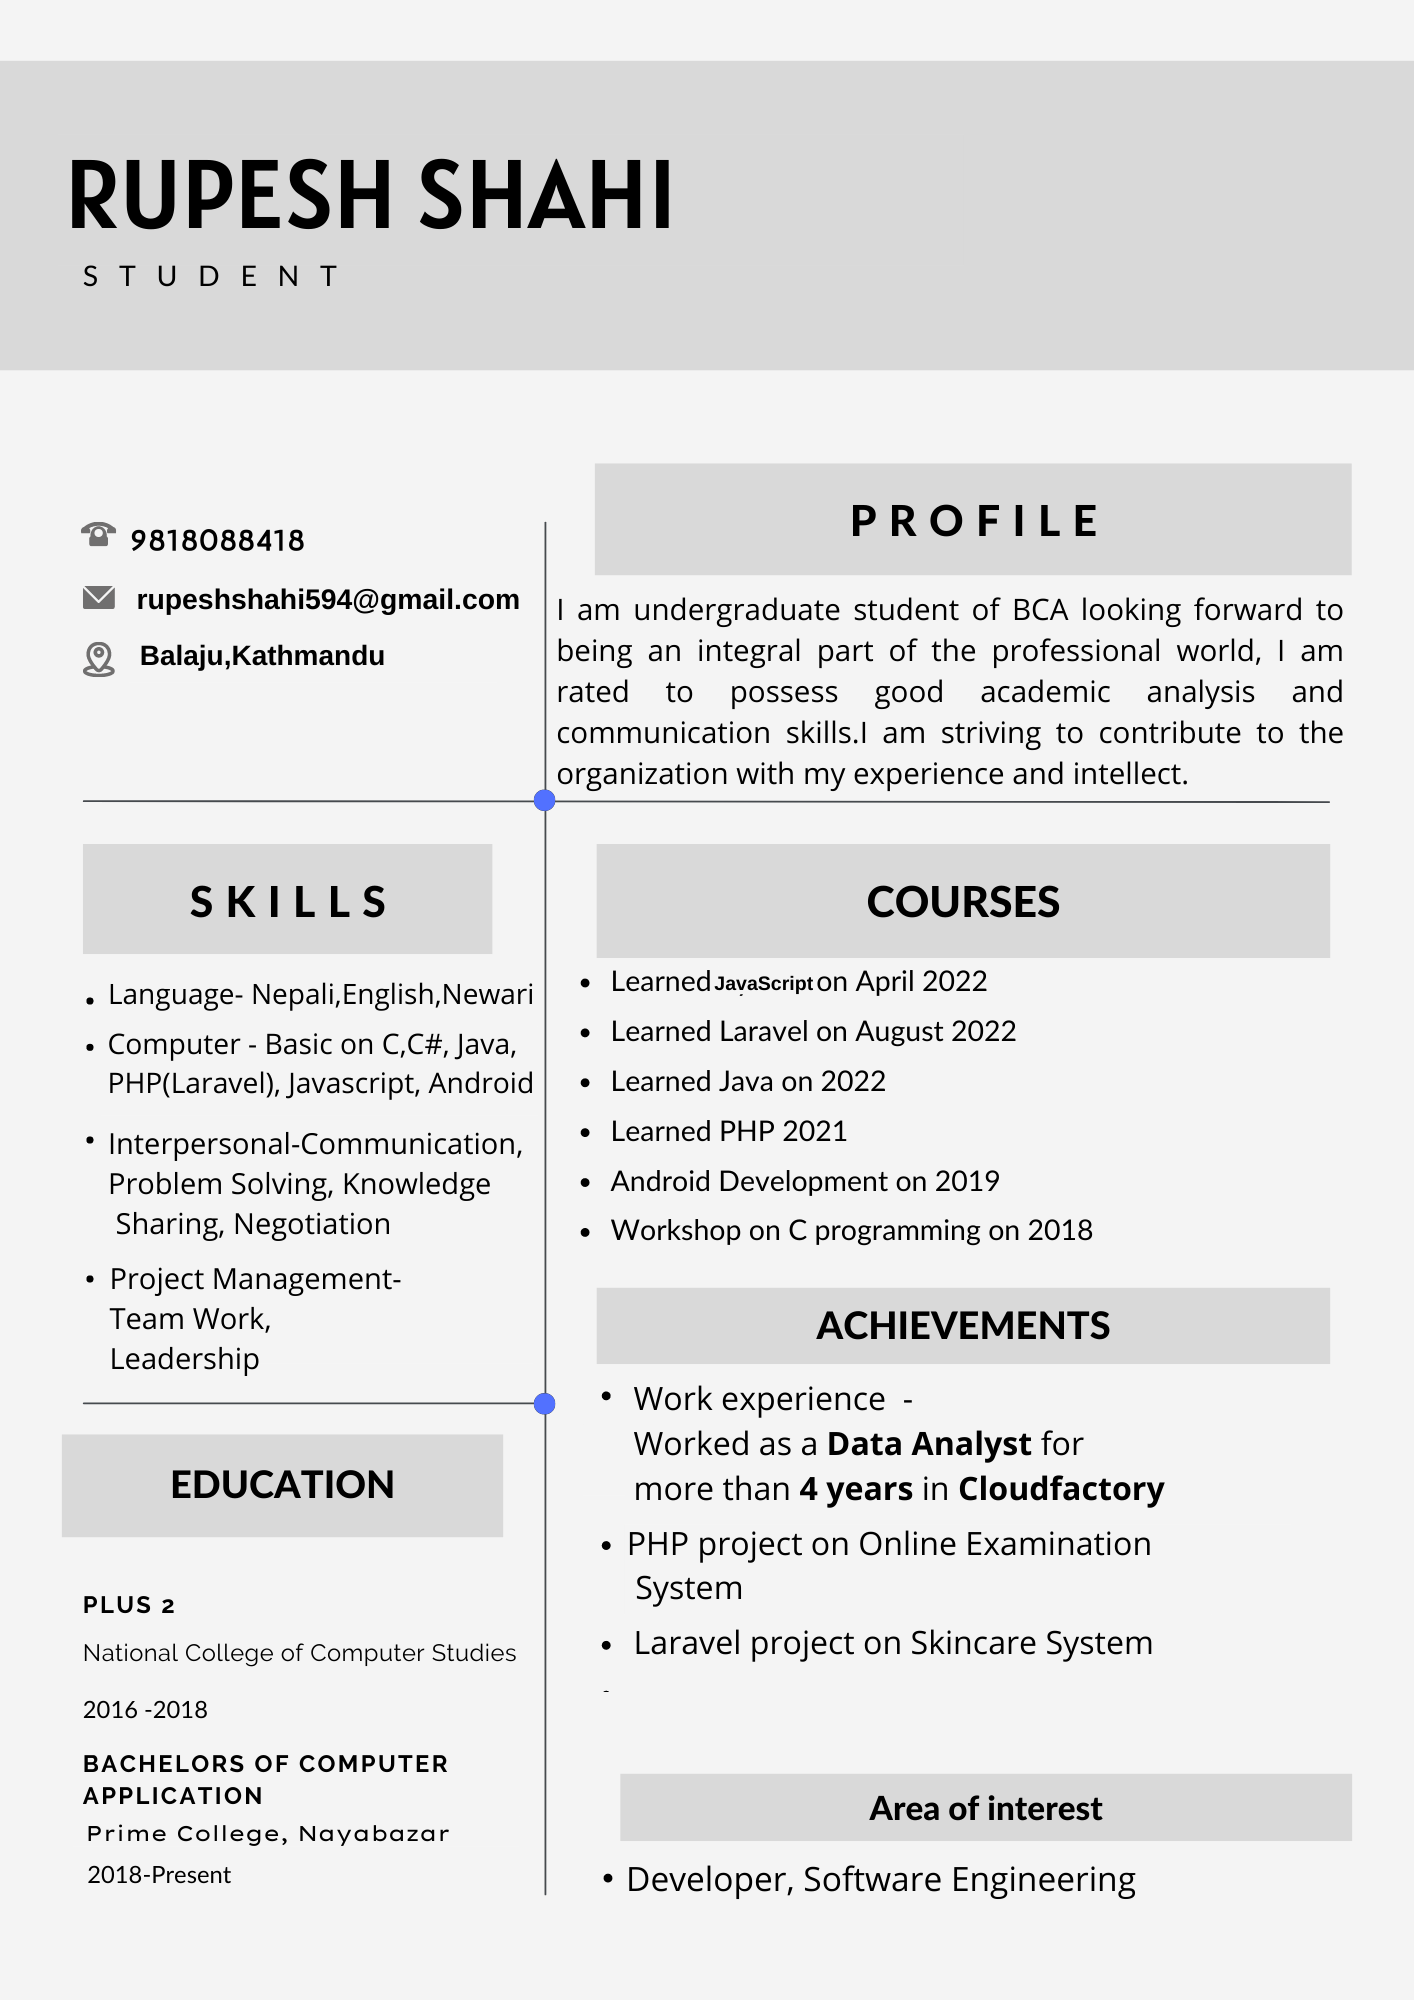 RUPESH SHAHI
STUDENT
9818088418
rupeshshahi594@gmail.com
Balaju,Kathmandu
PROFILE
I am undergraduate student of BCA looking forward to
being an integral part of the professional world, I am
rated to possess good academic analysis and
communication skills.I am striving to contribute to the
organization with my experience and intellect.
SKILLS
• Language- Nepali,English,Newari
• Computer - Basic on C,C#, Java,
PHP(Laravel), Javascript, Android
• Interpersonal-Communication,
Problem Solving, Knowledge
Sharing, Negotiation
• Project Management-
Team Work,
Leadership
EDUCATION
PLUS 2
National College of Computer Studies
2016 -2018
BACHELORS OF COMPUTER
APPLICATION
Prime College, Nayabazar
2018-Present
COURSES
• Learned JavaScript on April 2022
• Learned Laravel on August 2022
• Learned Java on 2022
• Learned PHP 2021
• Android Development on 2019
• Workshop on C programming on 2018
ACHIEVEMENTS
• Work experience -
Worked as a Data Analyst for
more than 4 years in Cloudfactory
• PHP project on Online Examination
System
• Laravel project on Skincare System
Area of interest
• Developer, Software Engineering